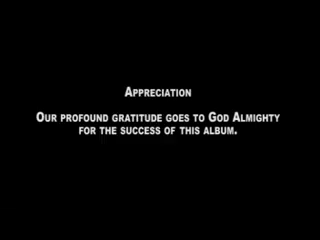 Appreciation
Our profound gratitude goes to God Almighty
for the success of this album.